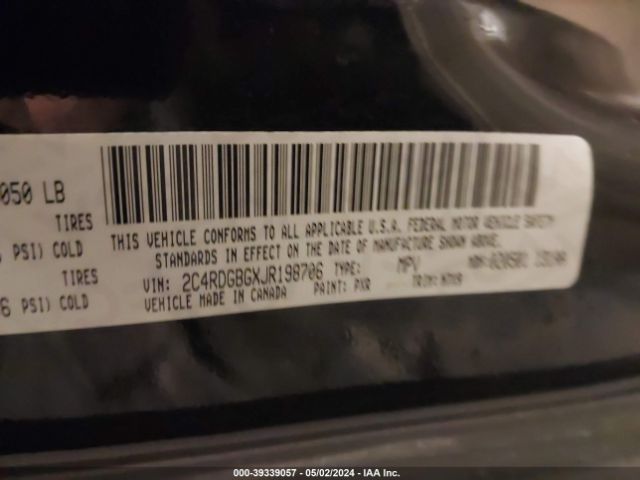 050 LB
TIRES
PSI) COLD
TIRES
6 PSI) COLD
THIS VEHICLE CONFORMS TO ALL APPLICABLE U.S.A. FEDERAL MOTOR VEHICLE SAFETY
STANDARDS IN EFFECT ON THE DATE OF MANUFACTURE SHOWN ABOVE.
VIN: 2C4RDGBGXJR198706 TYPE: MPV
VEHICLE MADE IN CANADA PAINT: PXR TRIM:
000-39339057 - 05/02/2024 - IAA Inc.